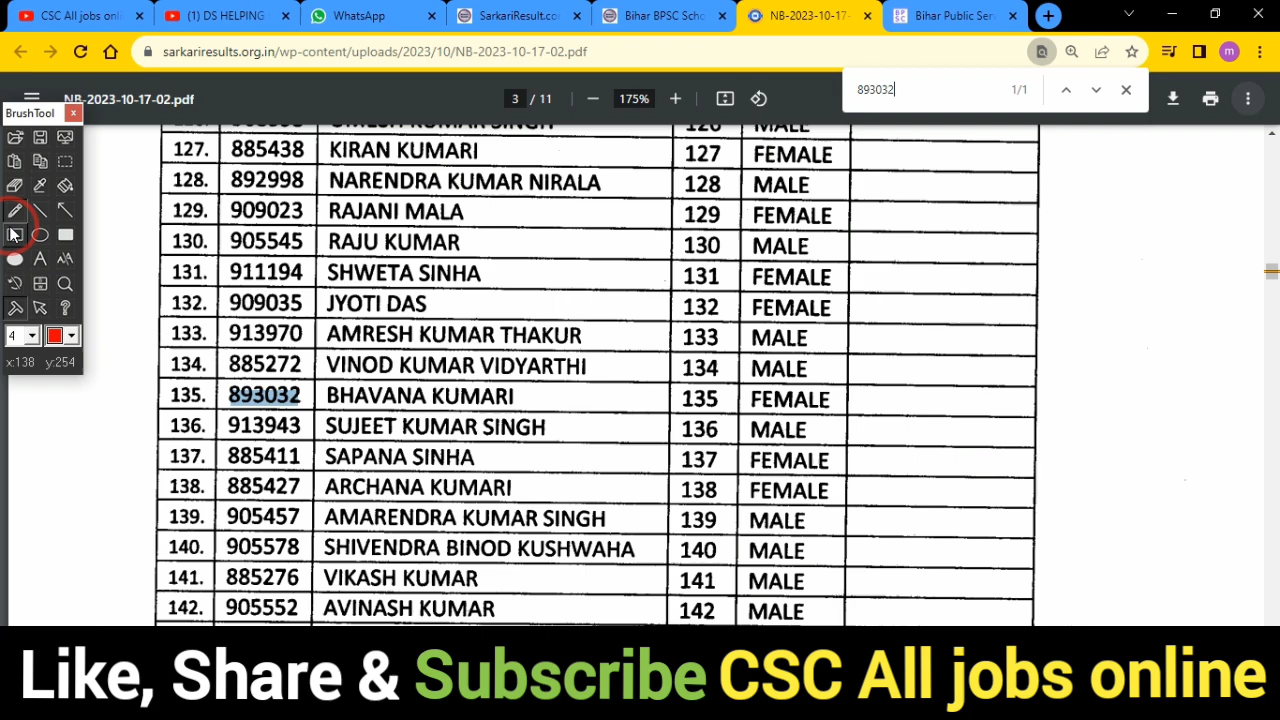 CSC All jobs onli
(1) DS HELPING
WhatsApp
SarkariResult.co
Bihar BPSC Scho
NB-2023-10-17-
Bihar Public Ser
sarkariresults.org.in/wp-content/uploads/2023/10/NB-2023-10-17-02.pdf
m
893032 1/1
NB-2023-10-17-02.pdf
3 / 11
175%
BrushTool
4
x:138 y:254
KUMAR SINGH 126 MALE
127. 885438 KIRAN KUMARI 127 FEMALE
128. 892998 NARENDRA KUMAR NIRALA 128 MALE
129. 909023 RAJANI MALA 129 FEMALE
130. 905545 RAJU KUMAR 130 MALE
131. 911194 SHWETA SINHA 131 FEMALE
132. 909035 JYOTI DAS 132 FEMALE
133. 913970 AMRESH KUMAR THAKUR 133 MALE
134. 885272 VINOD KUMAR VIDYARTHI 134 MALE
135. 893032 BHAVANA KUMARI 135 FEMALE
136. 913943 SUJEET KUMAR SINGH 136 MALE
137. 885411 SAPANA SINHA 137 FEMALE
138. 885427 ARCHANA KUMARI 138 FEMALE
139. 905457 AMARENDRA KUMAR SINGH 139 MALE
140. 905578 SHIVENDRA BINOD KUSHWAHA 140 MALE
141. 885276 VIKASH KUMAR 141 MALE
142. 905552 AVINASH KUMAR 142 MALE
Like, Share & Subscribe CSC All jobs online